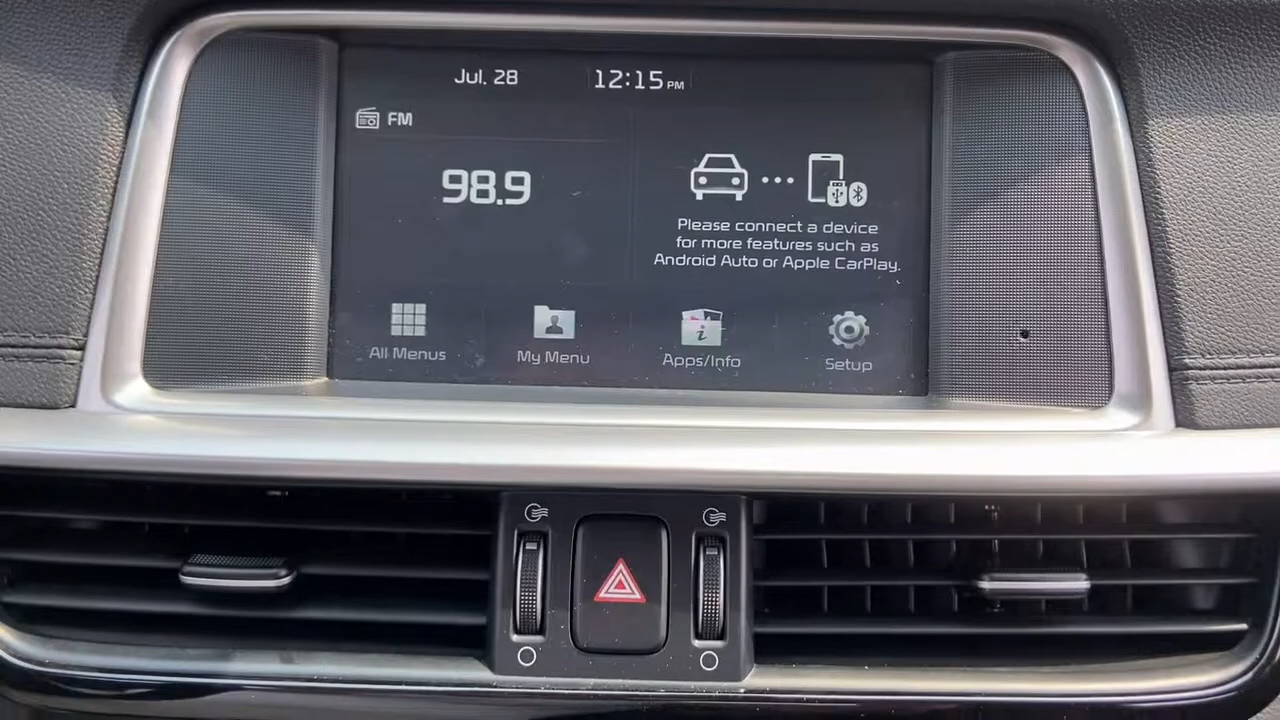 Jul. 28 12:15 PM
FM
98.9
Please connect a device
for more features such as
Android Auto or Apple CarPlay.
All Menus My Menu Apps/Info Setup